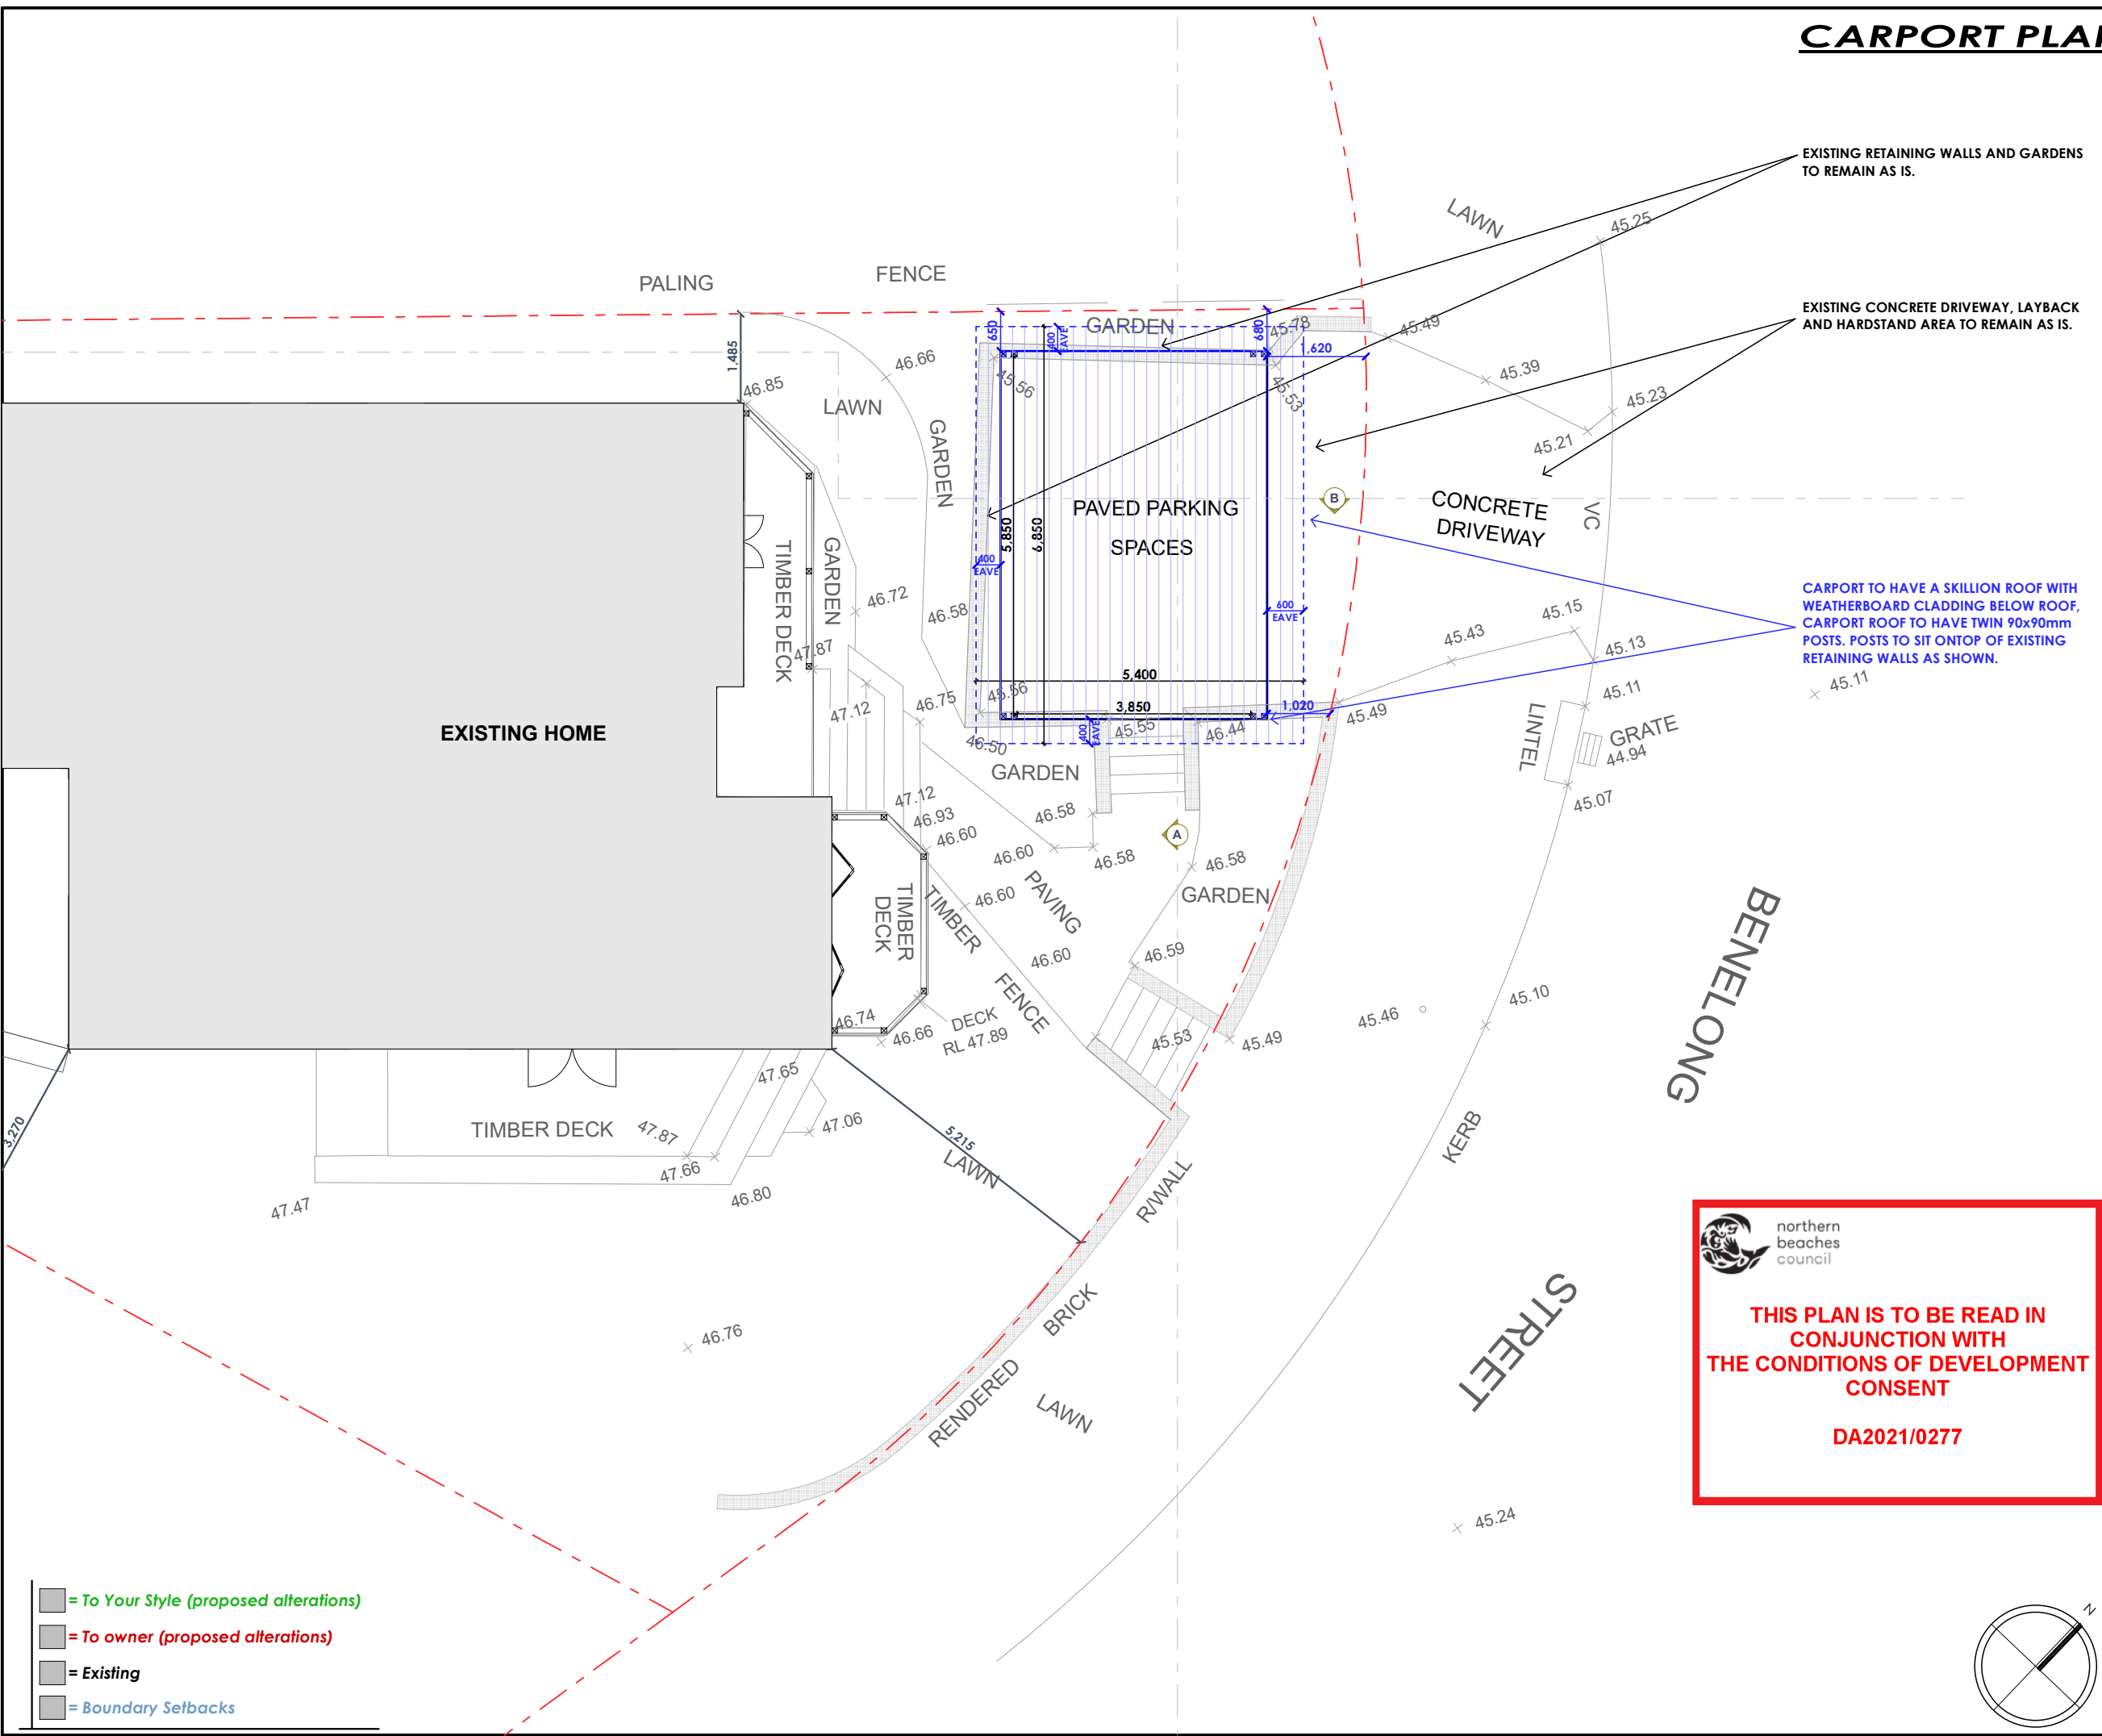 CARPORT PLAN
EXISTING RETAINING WALLS AND GARDENS
TO REMAIN AS IS.
LAWN
45.25
PALING
FENCE
EXISTING CONCRETE DRIVEWAY, LAYBACK
AND HARDSTAND AREA TO REMAIN AS IS.
650
400
EAVE
GARDEN
680
45.78
45.49
1,620
1,485
46.66
46.85
45.56
45.53
45.39
45.23
LAWN
GARDEN
45.21
PAVED PARKING
SPACES
B
CONCRETE
DRIVEWAY
VC
5,850
6,850
400
EAVE
TIMBER DECK
GARDEN
46.72
46.58
600
EAVE
CARPORT TO HAVE A SKILLION ROOF WITH
WEATHERBOARD CLADDING BELOW ROOF,
CARPORT ROOF TO HAVE TWIN 90x90mm
POSTS. POSTS TO SIT ONTOP OF EXISTING
RETAINING WALLS AS SHOWN.
45.15
45.43
45.13
47.87
5,400
45.11
45.11
46.75
45.56
47.12
3,850
1,020
45.49
400
EAVE
45.55
46.44
46.50
EXISTING HOME
LINTEL
GRATE
44.94
GARDEN
45.07
47.12
46.93
46.60
46.58
A
46.60
46.58
46.58
GARDEN
TIMBER
DECK
TIMBER
FENCE
46.60
PAVING
46.60
46.59
BENELONG
STREET
46.74
46.66
DECK
RL 47.89
45.53
45.49
45.46
45.10
47.65
TIMBER DECK
47.87
47.06
47.66
46.80
47.47
3,270
5,215
LAWN
KERB
RENDERED
BRICK
R/WALL
46.76
LAWN
45.24
northern
beaches
council
THIS PLAN IS TO BE READ IN
CONJUNCTION WITH
THE CONDITIONS OF DEVELOPMENT
CONSENT
DA2021/0277
= To Your Style (proposed alterations)
= To owner (proposed alterations)
= Existing
= Boundary Setbacks
N